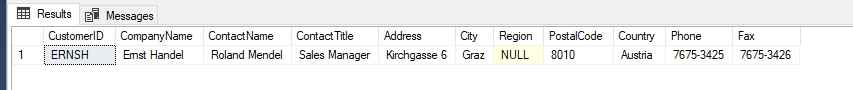 Results Messages
CustomerID CompanyName ContactName ContactTitle Address City Region PostalCode Country Phone Fax
1 ERNSH Ernst Handel Roland Mendel Sales Manager Kirchgasse 6 Graz NULL 8010 Austria 7675-3425 7675-3426